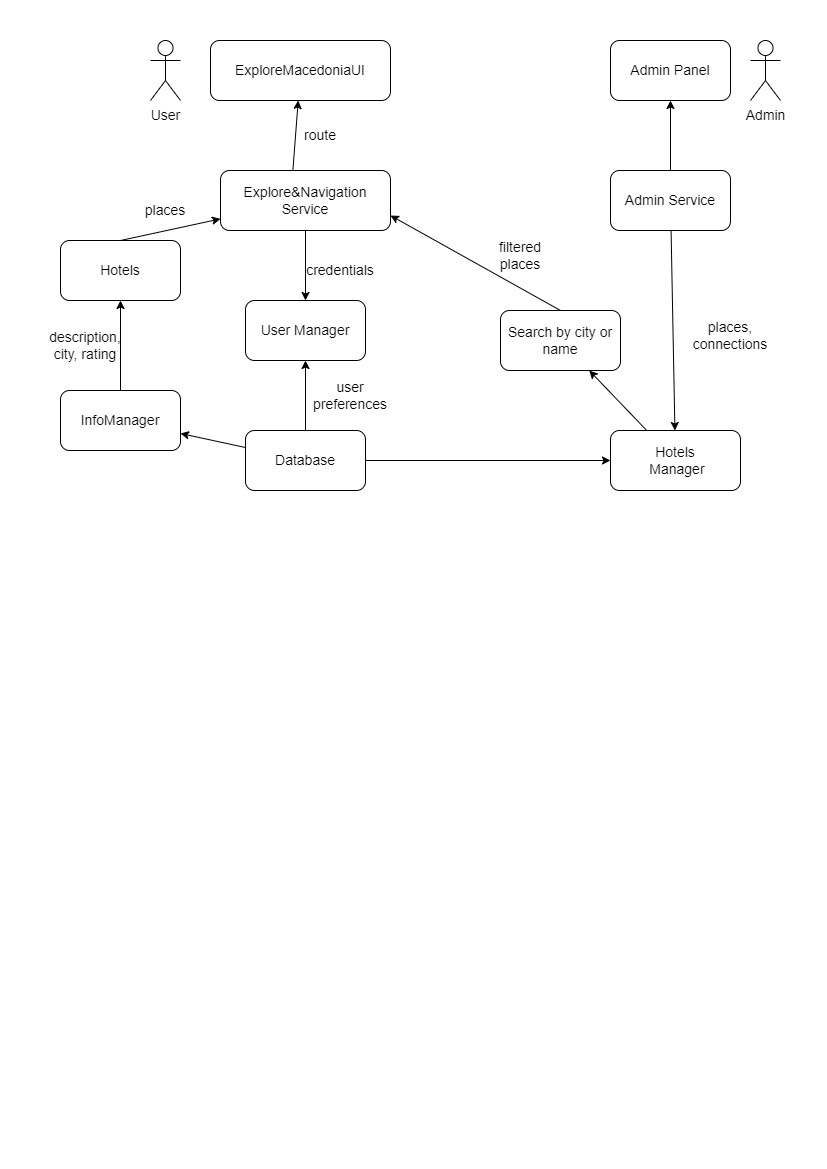 ExploreMacedoniaUI
Admin Panel
User
Admin
route
Explore&Navigation
Service
Admin Service
places
filtered
places
Hotels
credentials
User Manager
Search by city or
name
description,
city, rating
places,
connections
user
preferences
InfoManager
Database
Hotels
Manager